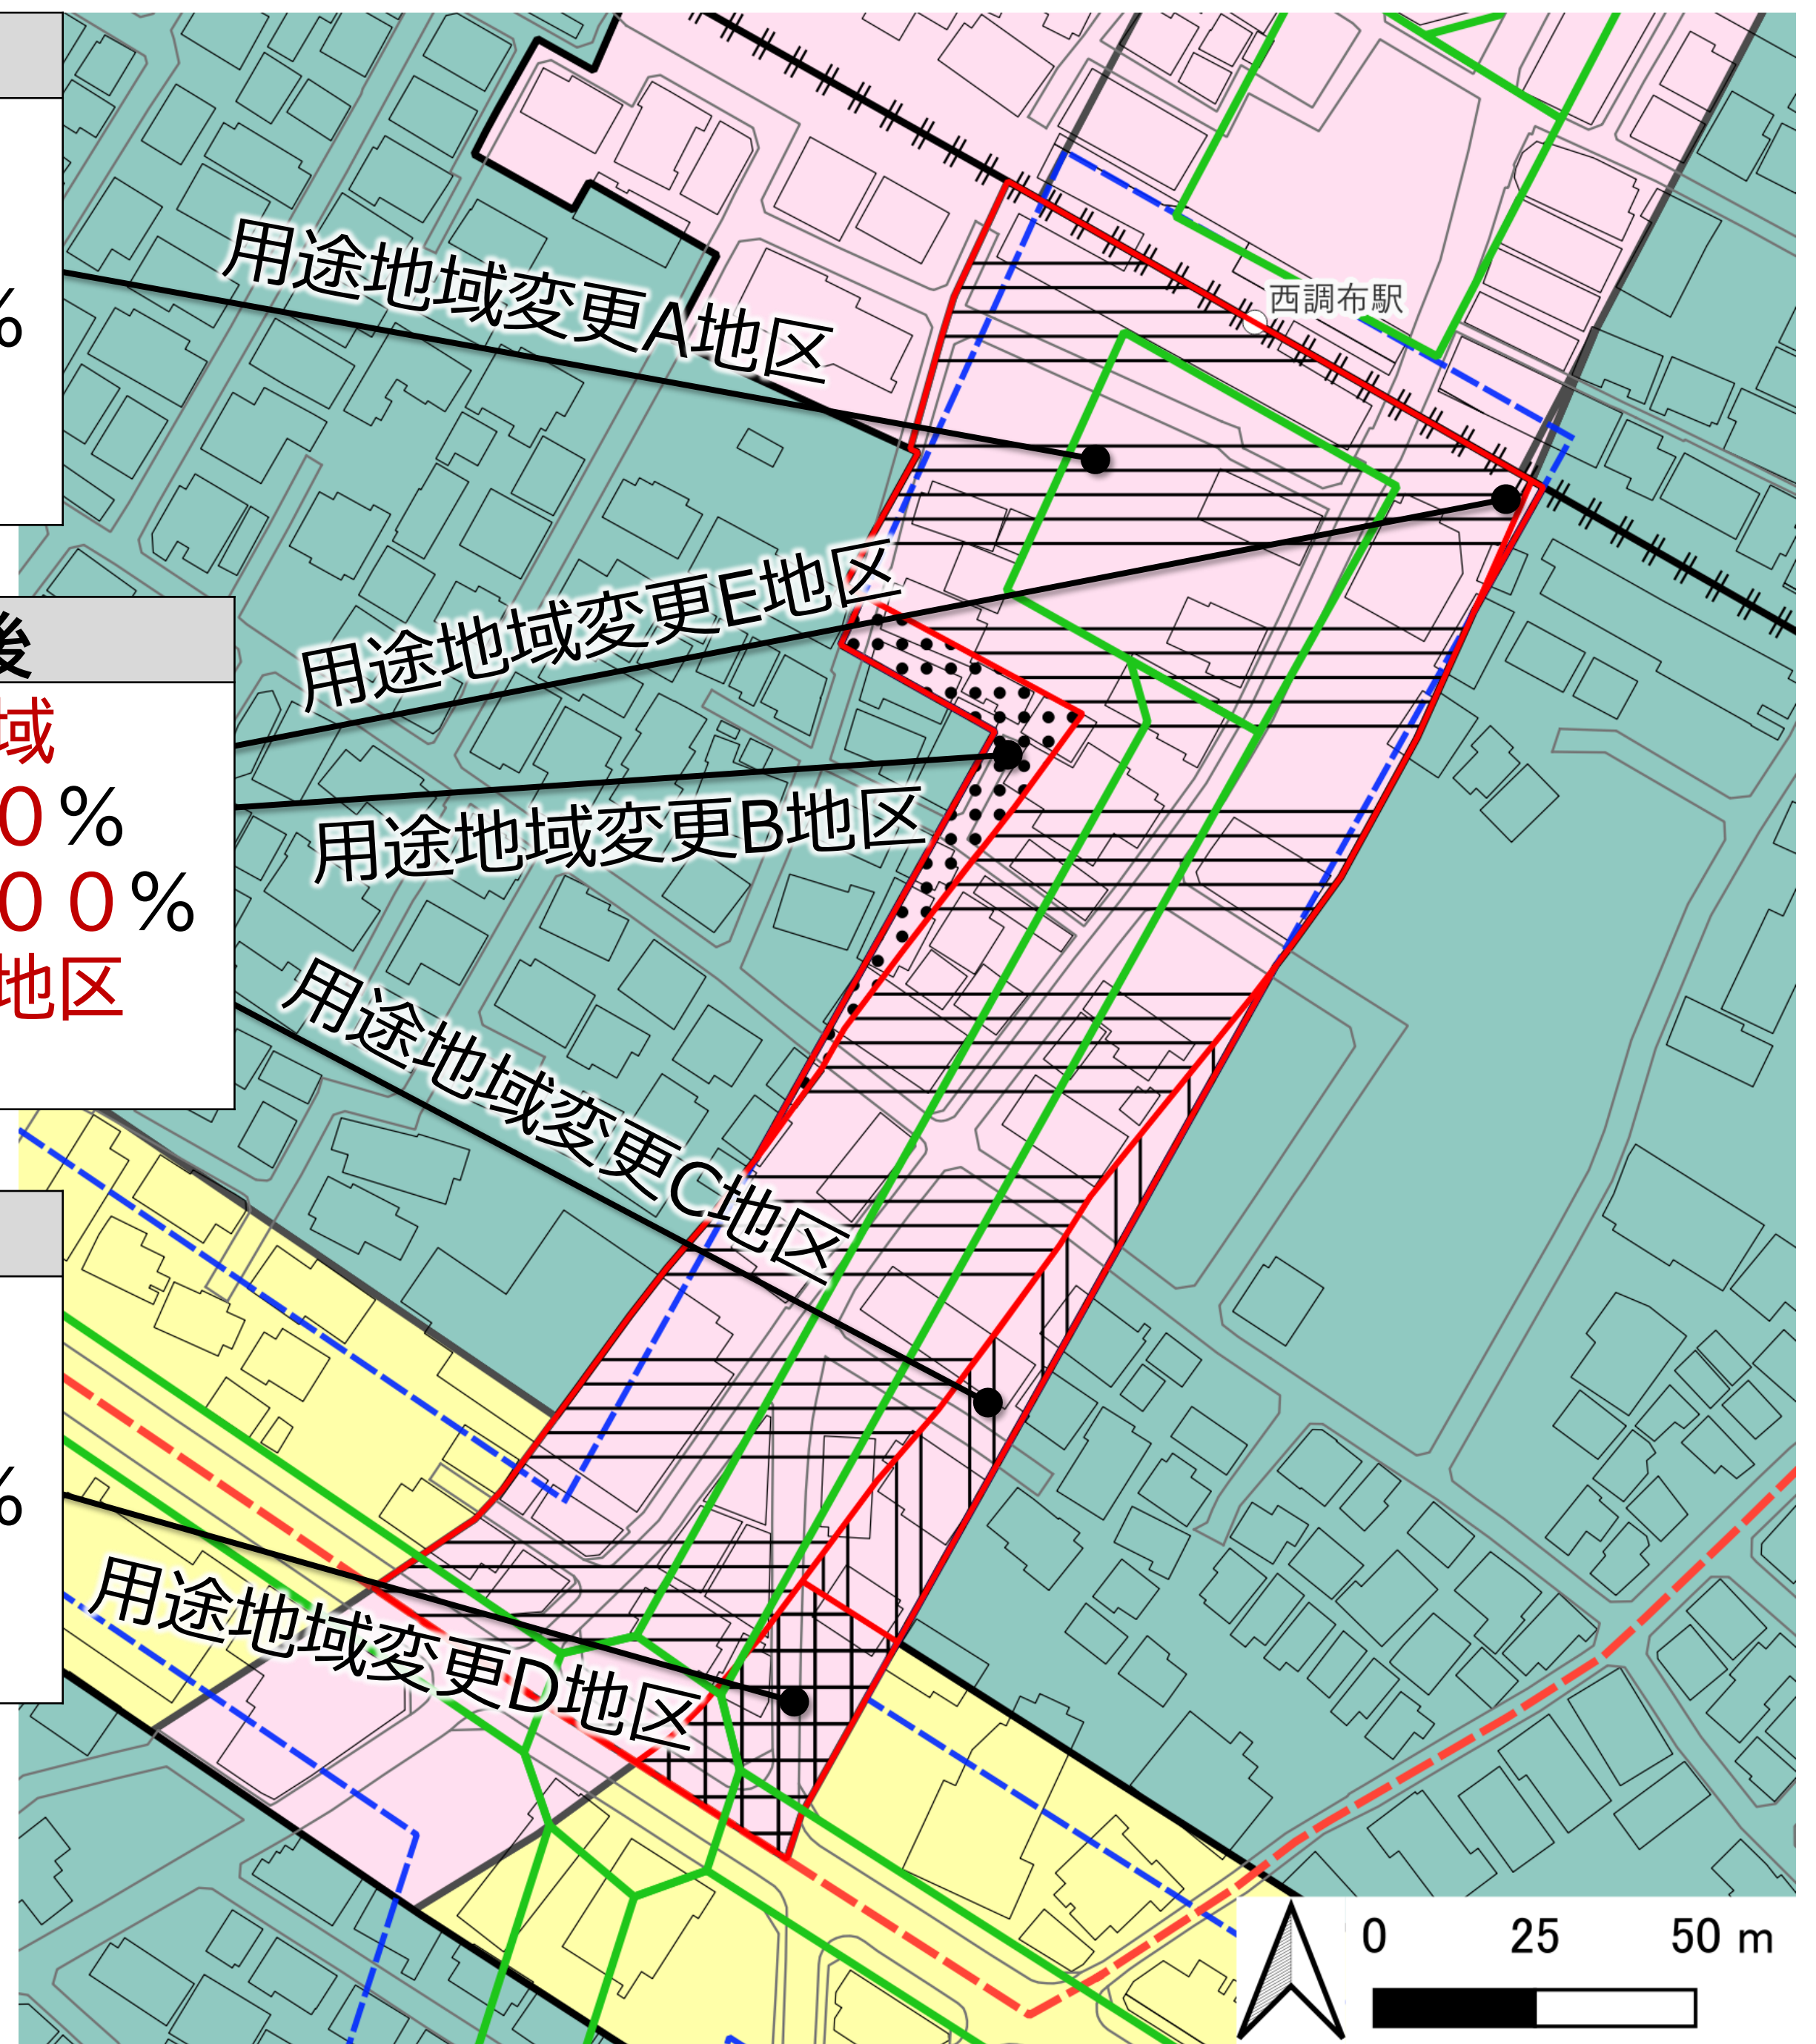 用途地域変更A地区
%
西調布駅
用途地域変更E地区
後
域
0%
用途地域変更B地区
00%
地区
用途地域変更C地区
%
用途地域変更D地区
0 25 50 m